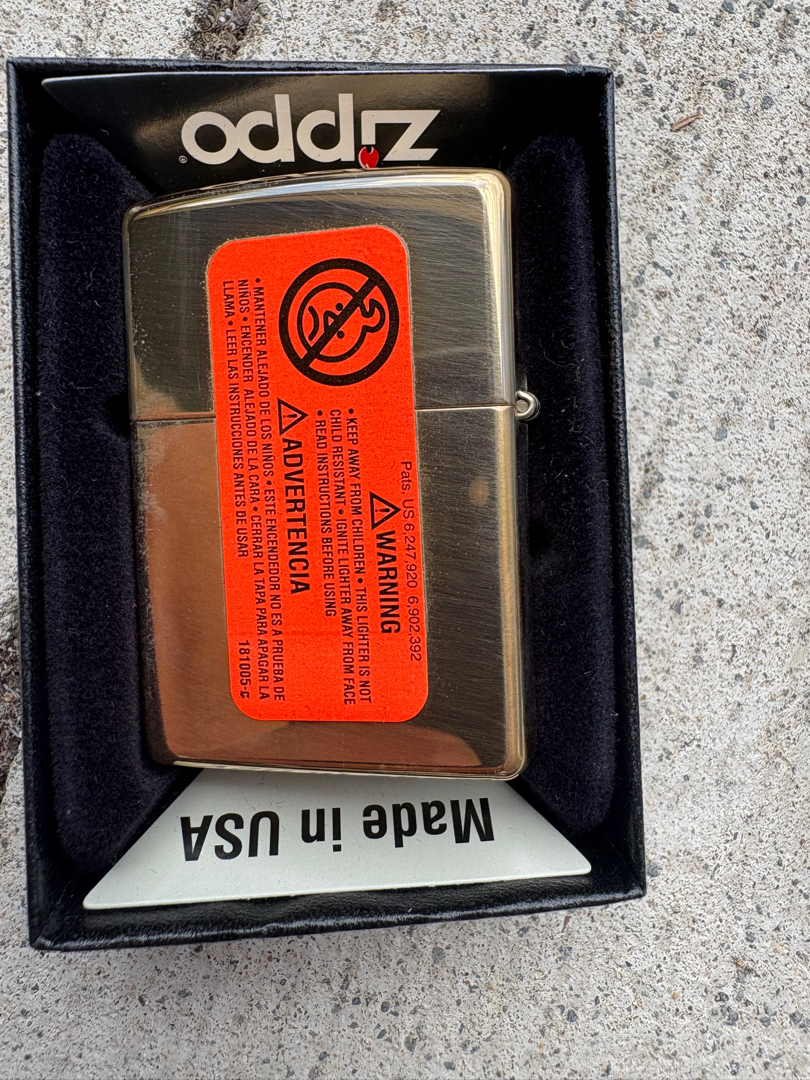 zippo®
Pats. US 6,247,920 6,902,392
⚠WARNING
• KEEP AWAY FROM CHILDREN • THIS LIGHTER IS NOT
CHILD RESISTANT • IGNITE LIGHTER AWAY FROM FACE
• READ INSTRUCTIONS BEFORE USING
⚠ADVERTENCIA
• MANTENER ALEJADO DE LOS NIÑOS • ESTE ENCENDEDOR NO ES A PRUEBA DE
NIÑOS • ENCENDER ALEJADO DE LA CARA • CERRAR LA TAPA PARA APAGAR LA
LLAMA • LEER LAS INSTRUCCIONES ANTES DE USAR
181005-G
Made in USA